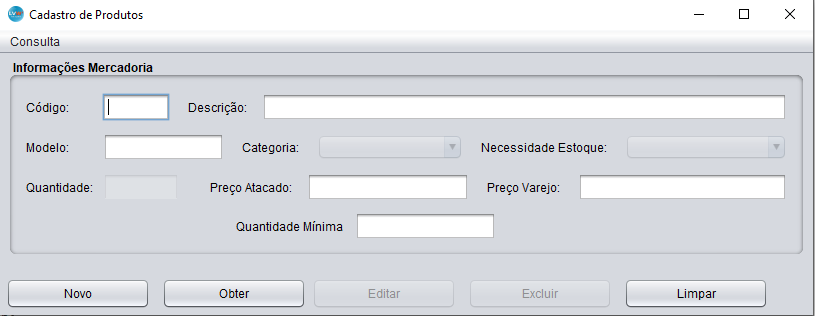 Cadastro de Produtos
Consulta
Informações Mercadoria
Código: Descrição:
Modelo: Categoria: Necessidade Estoque:
Quantidade: Preço Atacado: Preço Varejo:
Quantidade Mínima
Novo Obter Editar Excluir Limpar